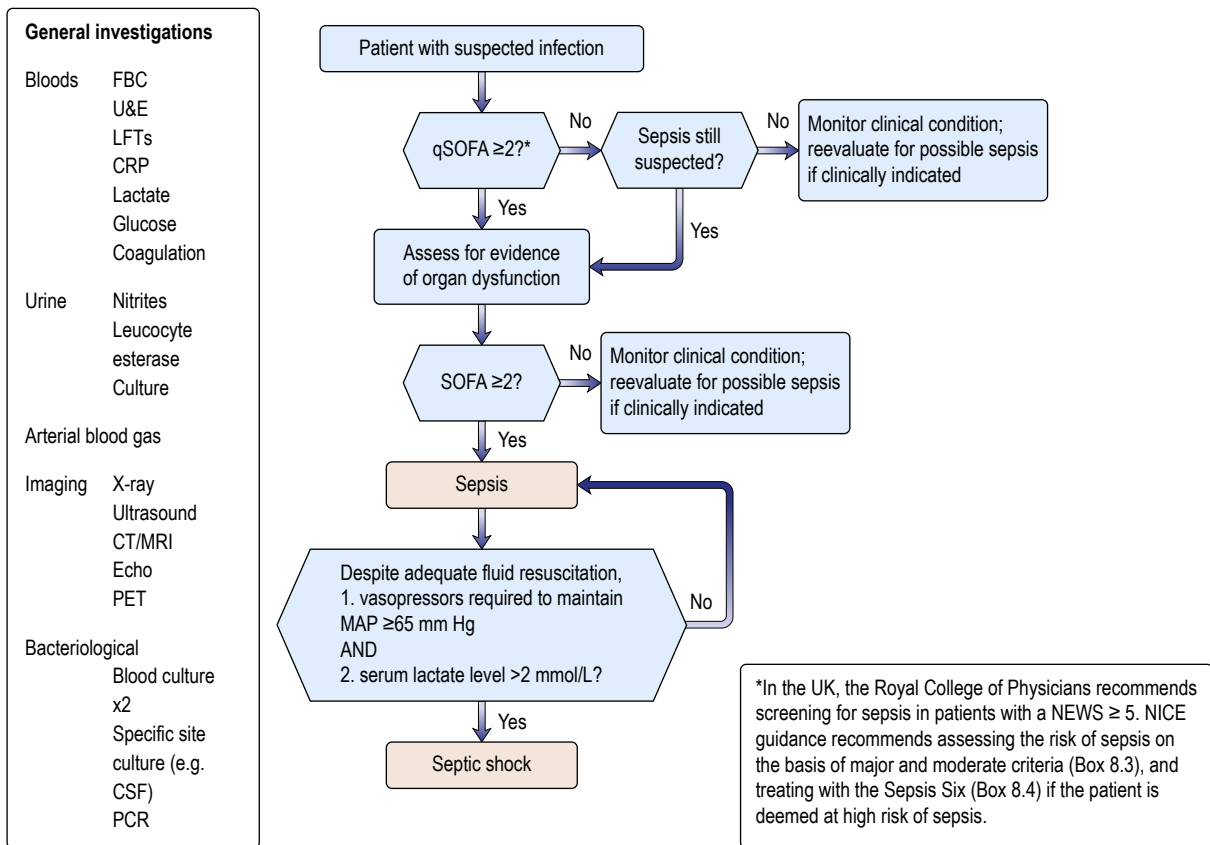 General investigations
Bloods FBC
U&E
LFTs
CRP
Lactate
Glucose
Coagulation
Urine Nitrites
Leucocyte
esterase
Culture
Arterial blood gas
Imaging X-ray
Ultrasound
CT/MRI
Echo
PET
Bacteriological
Blood culture
x2
Specific site
culture (e.g.
CSF)
PCR
Patient with suspected infection
qSOFA ≥2?*
No
Sepsis still
suspected?
No
Monitor clinical condition;
reevaluate for possible sepsis
if clinically indicated
Yes
Yes
Assess for evidence
of organ dysfunction
SOFA ≥2?
No
Monitor clinical condition;
reevaluate for possible sepsis
if clinically indicated
Yes
Sepsis
Despite adequate fluid resuscitation,
1. vasopressors required to maintain
MAP ≥65 mm Hg
AND
2. serum lactate level >2 mmol/L?
No
Yes
Septic shock
*In the UK, the Royal College of Physicians recommends
screening for sepsis in patients with a NEWS ≥ 5. NICE
guidance recommends assessing the risk of sepsis on
the basis of major and moderate criteria (Box 8.3), and
treating with the Sepsis Six (Box 8.4) if the patient is
deemed at high risk of sepsis.